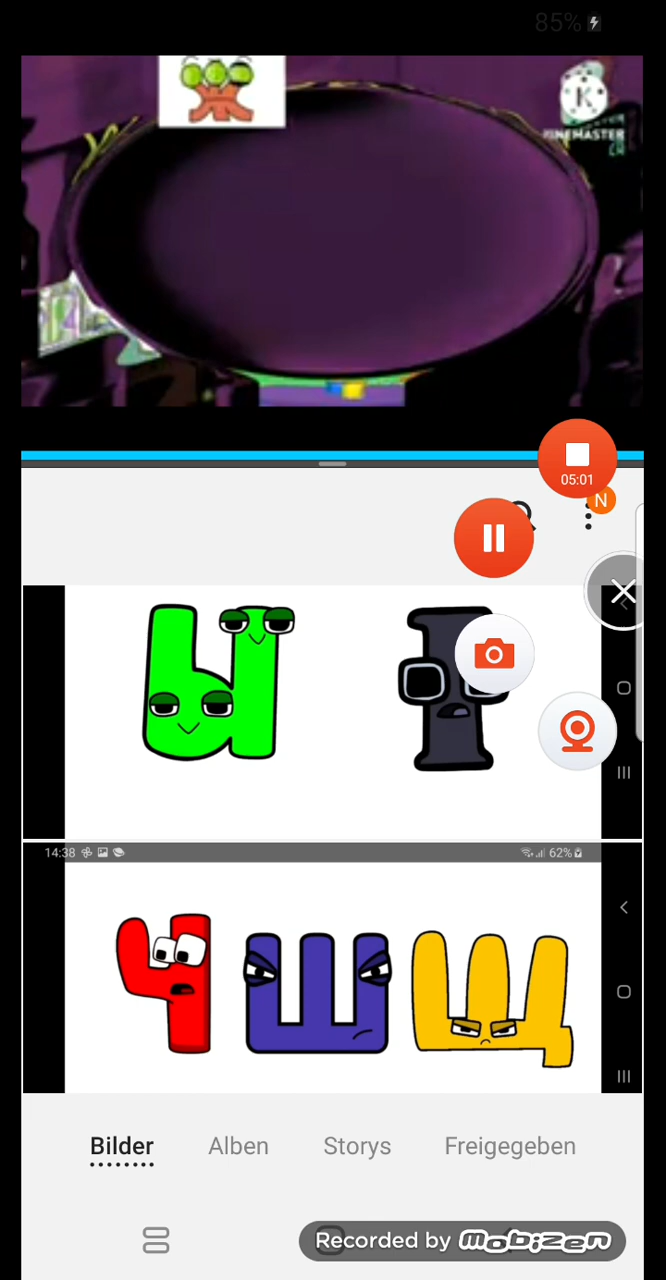 85%
K
KINEMASTER
05:01
N
Ы
I
14:38
62%
Ч Ш Щ
Bilder Alben Storys Freigegeben
Recorded by mobizen